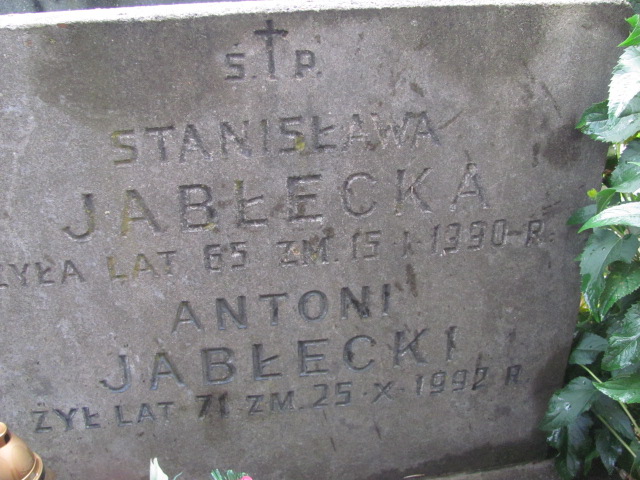 Ś. P.
STANISŁAWA
JABŁECKA
ŻYŁA LAT 65 ZM. 15 I 1990-R.
ANTONI
JABŁECKI
ŻYŁ LAT 71 ZM. 25-X-1992 R